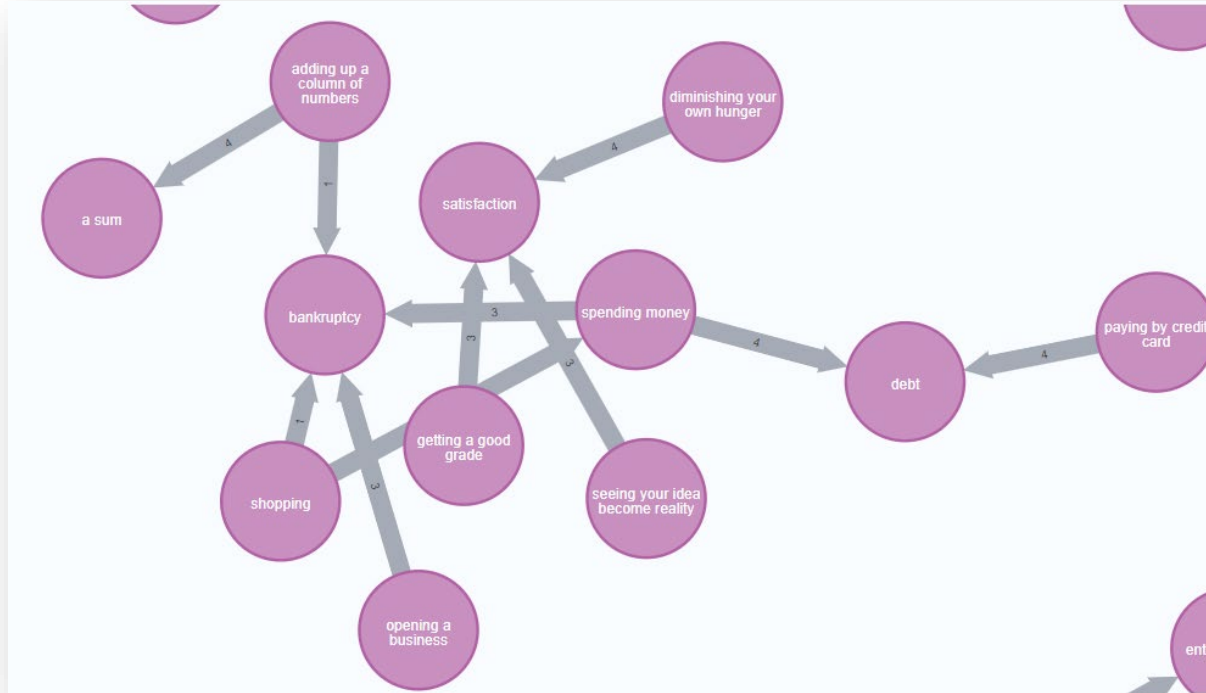 adding up a
column of
numbers
diminishing your
own hunger
4
4
1
a sum
satisfaction
bankruptcy
3
spending money
4
4
paying by credit
card
3
3
debt
1
getting a good
grade
3
shopping
seeing your idea
become reality
opening a
business
ent